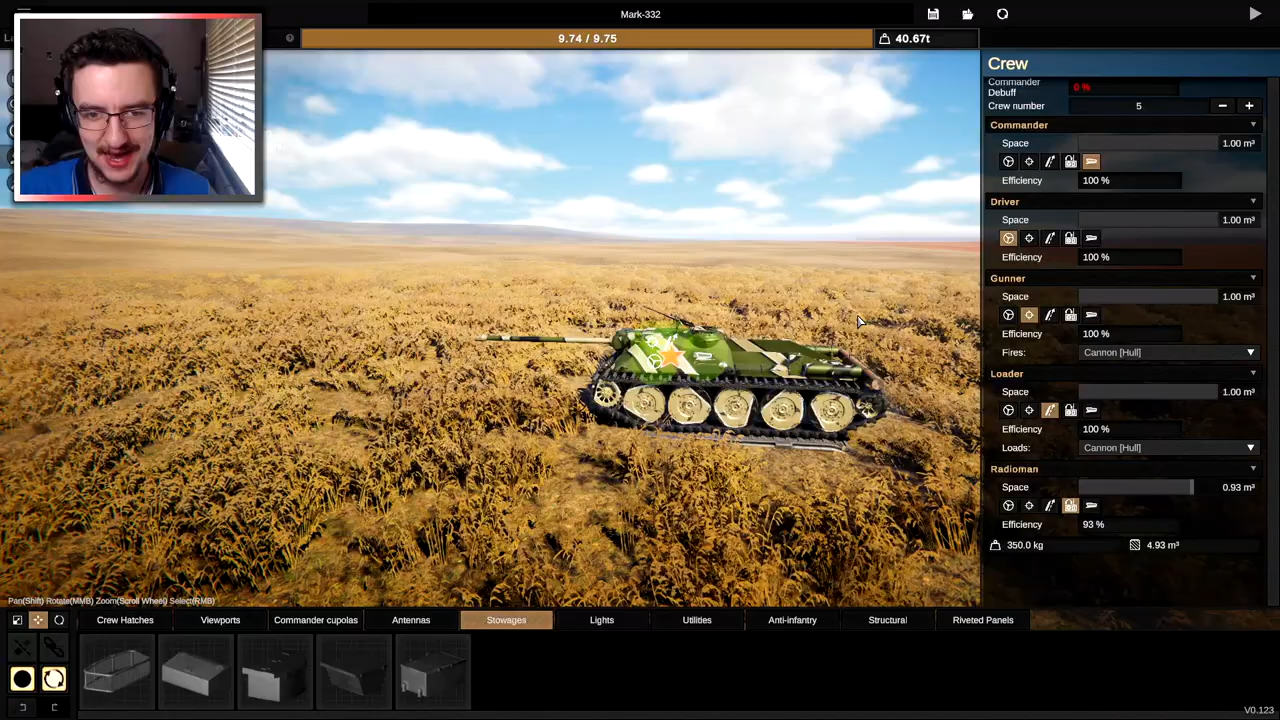 Mark-332
9.74 / 9.75
40.67t
Crew
Commander
Debuff
0 %
Crew number
5
Commander
Space
1.00 m³
Efficiency
100 %
Driver
Space
1.00 m³
Efficiency
100 %
Gunner
Space
1.00 m³
Efficiency
100 %
Fires:
Cannon [Hull]
Loader
Space
1.00 m³
Efficiency
100 %
Loads:
Cannon [Hull]
Radioman
Space
0.93 m³
Efficiency
93 %
350.0 kg
4.93 m³
Pan(Shift) Rotate(MMB) Zoom(Scroll Wheel) Select(RMB)
Crew Hatches
Viewports
Commander cupolas
Antennas
Stowages
Lights
Utilities
Anti-infantry
Structural
Riveted Panels
V0.123